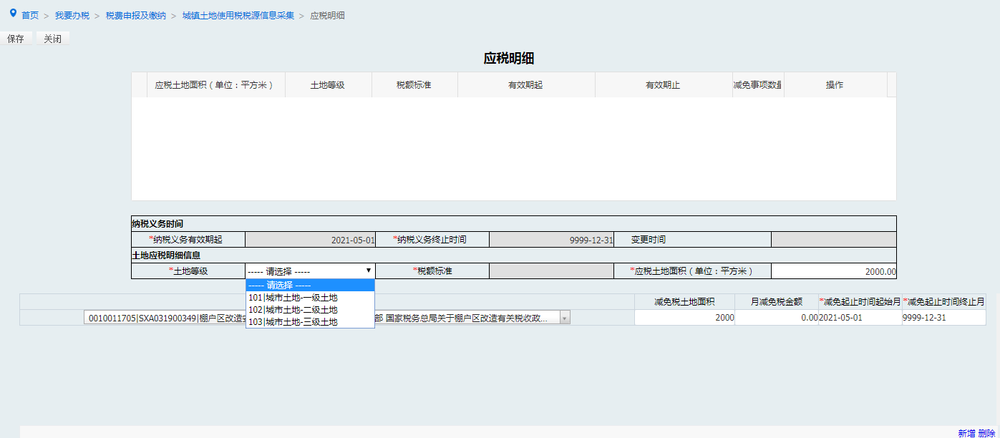 首页 > 我要办税 > 税费申报及缴纳 > 城镇土地使用税税源信息采集 > 应税明细
保存 关闭
应税明细
应税土地面积（单位：平方米） 土地等级 税额标准 有效期起 有效期止 减免事项数量 操作
纳税义务时间
*纳税义务有效期起 2021-05-01 *纳税义务终止时间 9999-12-31 变更时间
土地应税明细信息
*土地等级 ----- 请选择 ----- *税额标准 *应税土地面积（单位：平方米） 2000.00
----- 请选择 -----
101|城市土地-一级土地
102|城市土地-二级土地
103|城市土地-三级土地
减免税土地面积 月减免税金额 *减免起止时间起始月 *减免起止时间终止月
0010011705|SXA031900349|棚户区改造 部 国家税务总局关于棚户区改造有关税收政... 2000 0.00 2021-05-01 9999-12-31
新增 删除